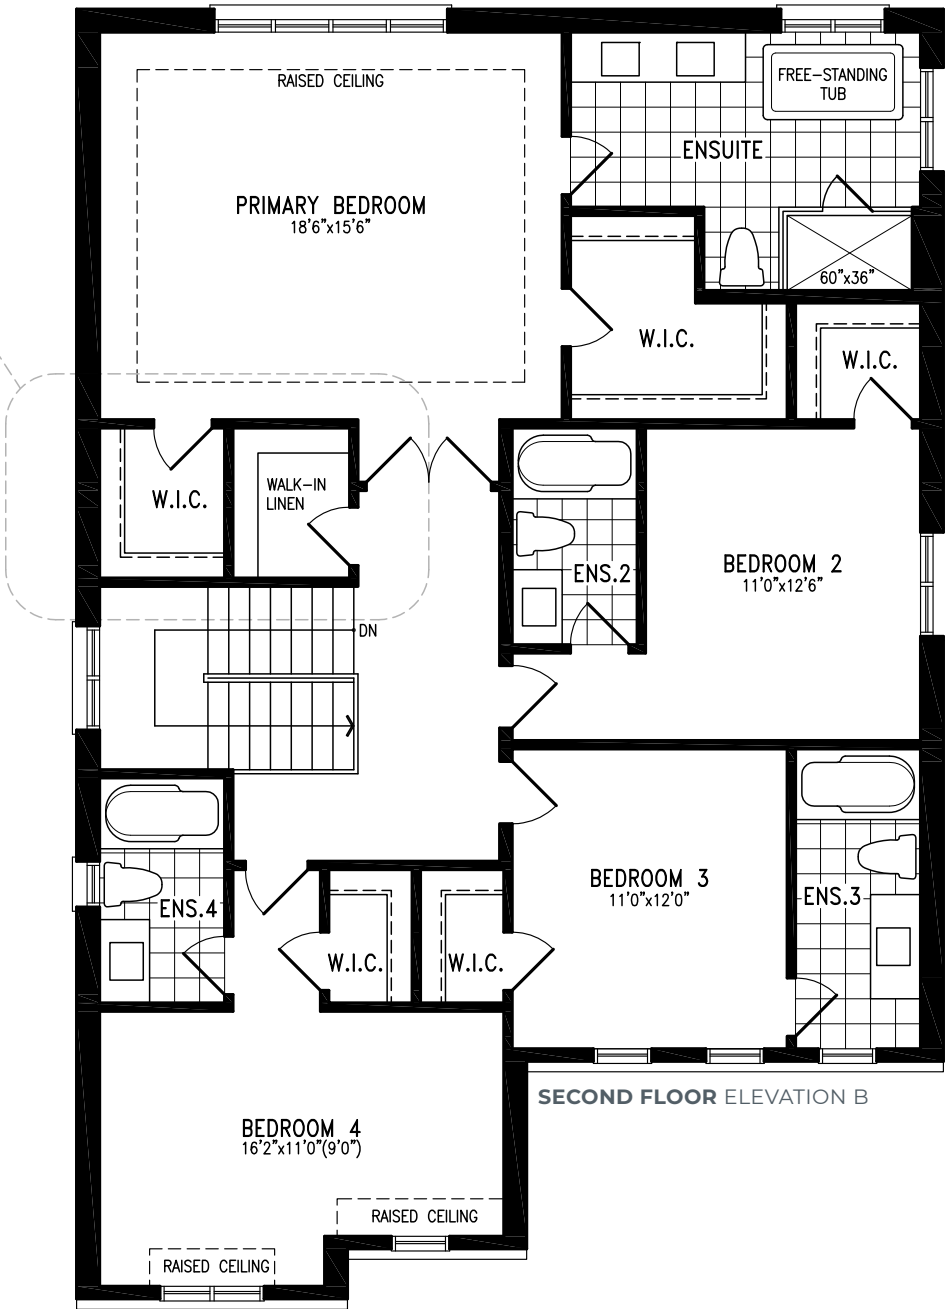 RAISED CEILING
FREE-STANDING
TUB
ENSUITE
PRIMARY BEDROOM
18'6"x15'6"
60"x36"
W.I.C.
W.I.C.
W.I.C.
WALK-IN
LINEN
ENS.2
BEDROOM 2
11'0"x12'6"
DN
BEDROOM 3
11'0"x12'0"
ENS.3
ENS.4
W.I.C.
W.I.C.
SECOND FLOOR ELEVATION B
BEDROOM 4
16'2"x11'0"(9'0")
RAISED CEILING
RAISED CEILING